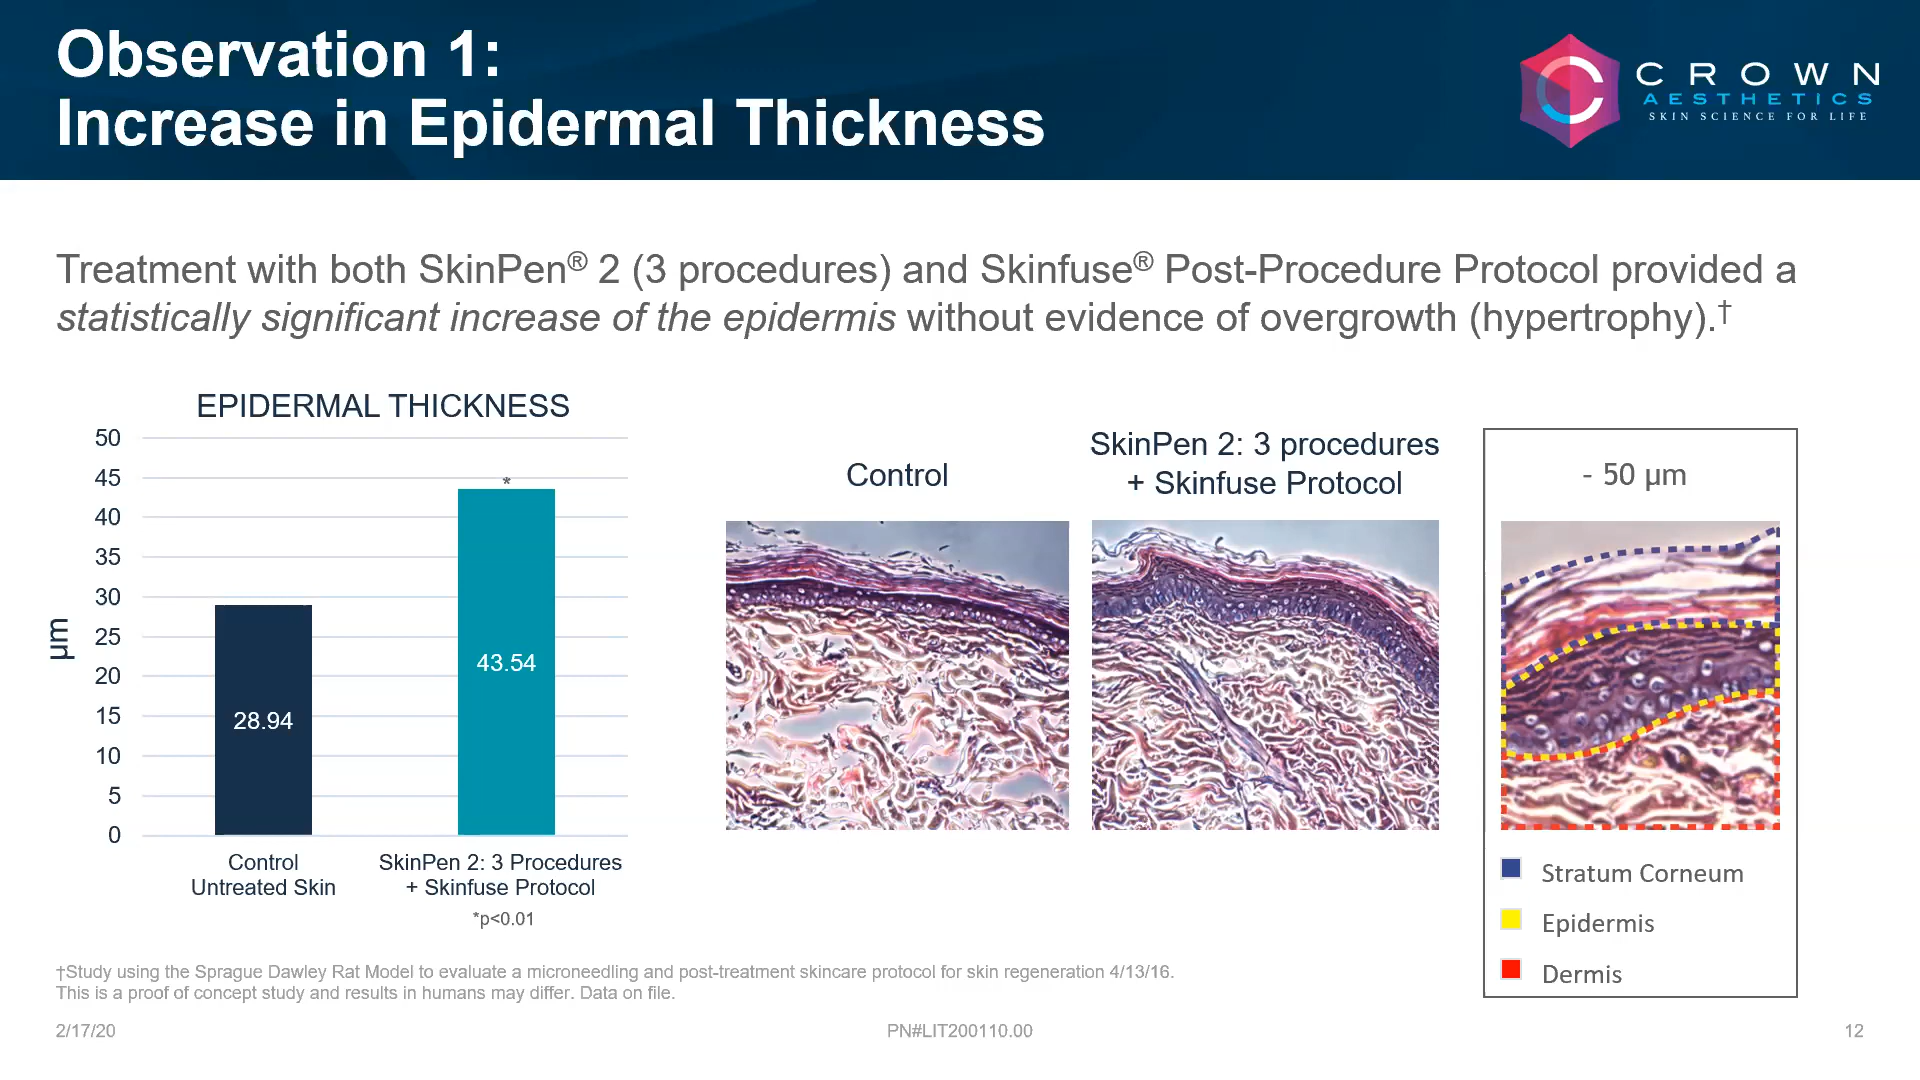 Observation 1:
Increase in Epidermal Thickness
CROWN
AESTHETICS
SKIN SCIENCE FOR LIFE
Treatment with both SkinPen® 2 (3 procedures) and Skinfuse® Post-Procedure Protocol provided a
statistically significant increase of the epidermis without evidence of overgrowth (hypertrophy).†
EPIDERMAL THICKNESS
50
45
40
35
30
25
20
15
10
5
0
µm
*
28.94
43.54
Control
Untreated Skin
SkinPen 2: 3 Procedures
+ Skinfuse Protocol
*p<0.01
Control
SkinPen 2: 3 procedures
+ Skinfuse Protocol
- 50 µm
Stratum Corneum
Epidermis
Dermis
†Study using the Sprague Dawley Rat Model to evaluate a microneedling and post-treatment skincare protocol for skin regeneration 4/13/16.
This is a proof of concept study and results in humans may differ. Data on file.
2/17/20
PN#LIT200110.00
12